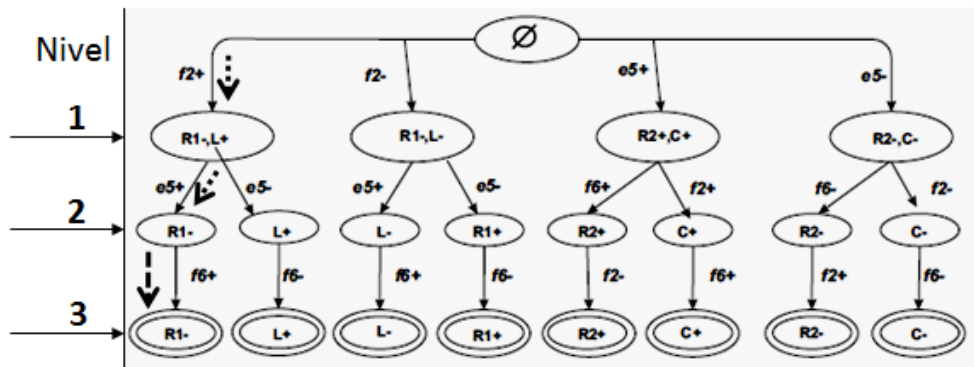 Ø
Nivel
f2+ f2- e5+ e5-
1 R1-,L+ R1-,L- R2+,C+ R2-,C-
e5+ e5- e5+ e5- f6+ f2+ f6- f2-
2 R1- L+ L- R1+ R2+ C+ R2- C-
f6+ f6- f6+ f6- f2- f6+ f2+ f6-
3 R1- L+ L- R1+ R2+ C+ R2- C-